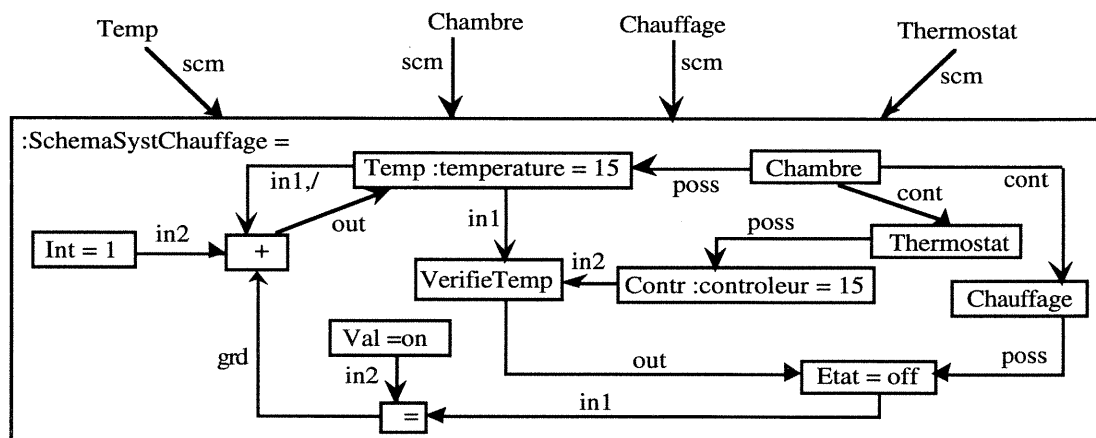 Temp
Chambre
Chauffage
Thermostat
scm
scm
scm
scm
:SchemaSystChauffage =
Temp :temperature = 15
Chambre
in1,/
poss
cont
cont
out
in1
poss
Int = 1
in2
+
Thermostat
VerifieTemp
in2
Contr :controleur = 15
Chauffage
Val =on
grd
out
poss
in2
Etat = off
in1
=